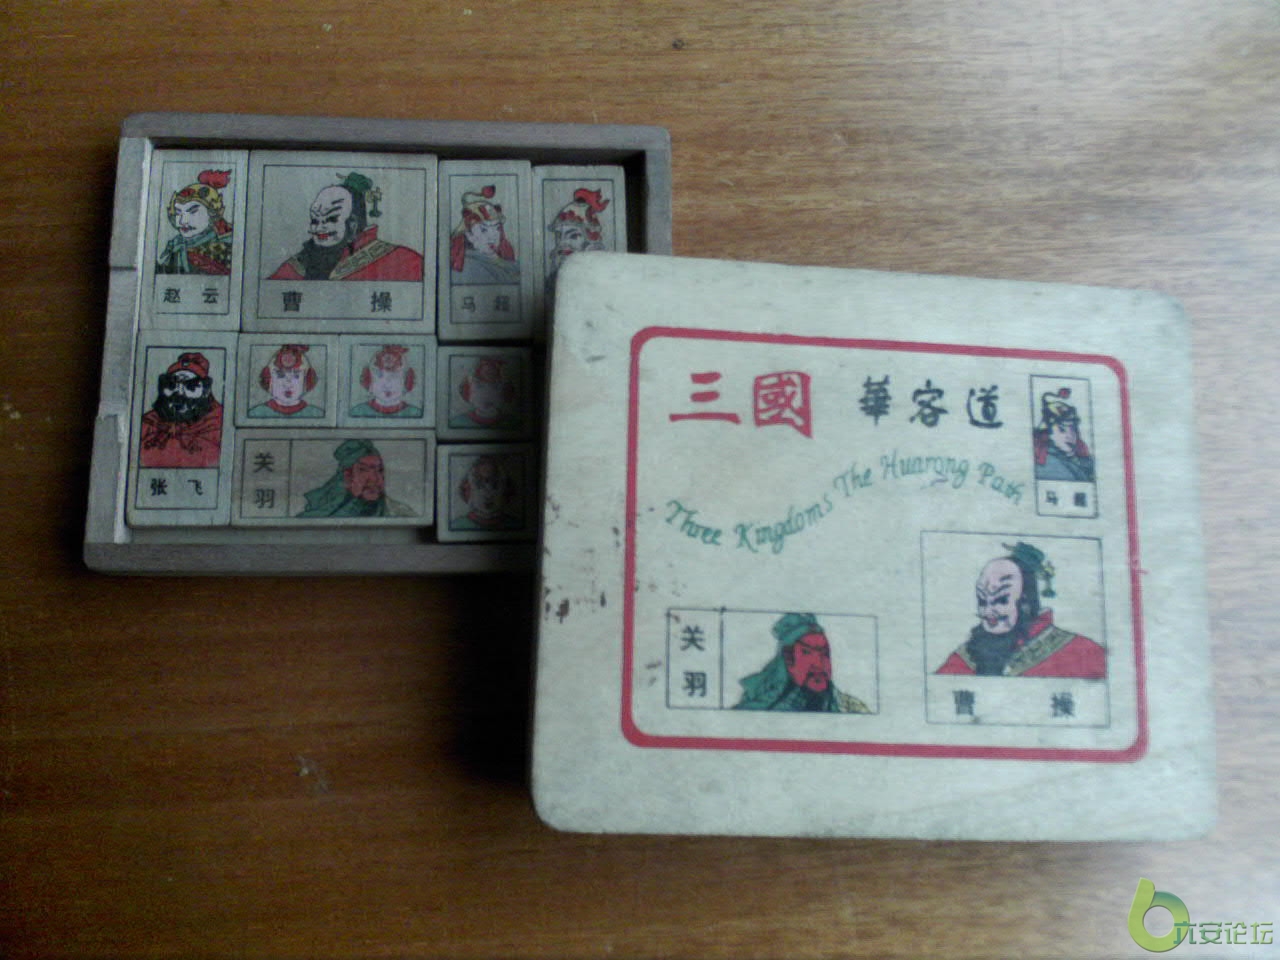 赵云
曹操
马超
张飞
关羽
三國 華容道
Three Kingdoms The Huarong Path
马超
关羽
曹操
六安论坛